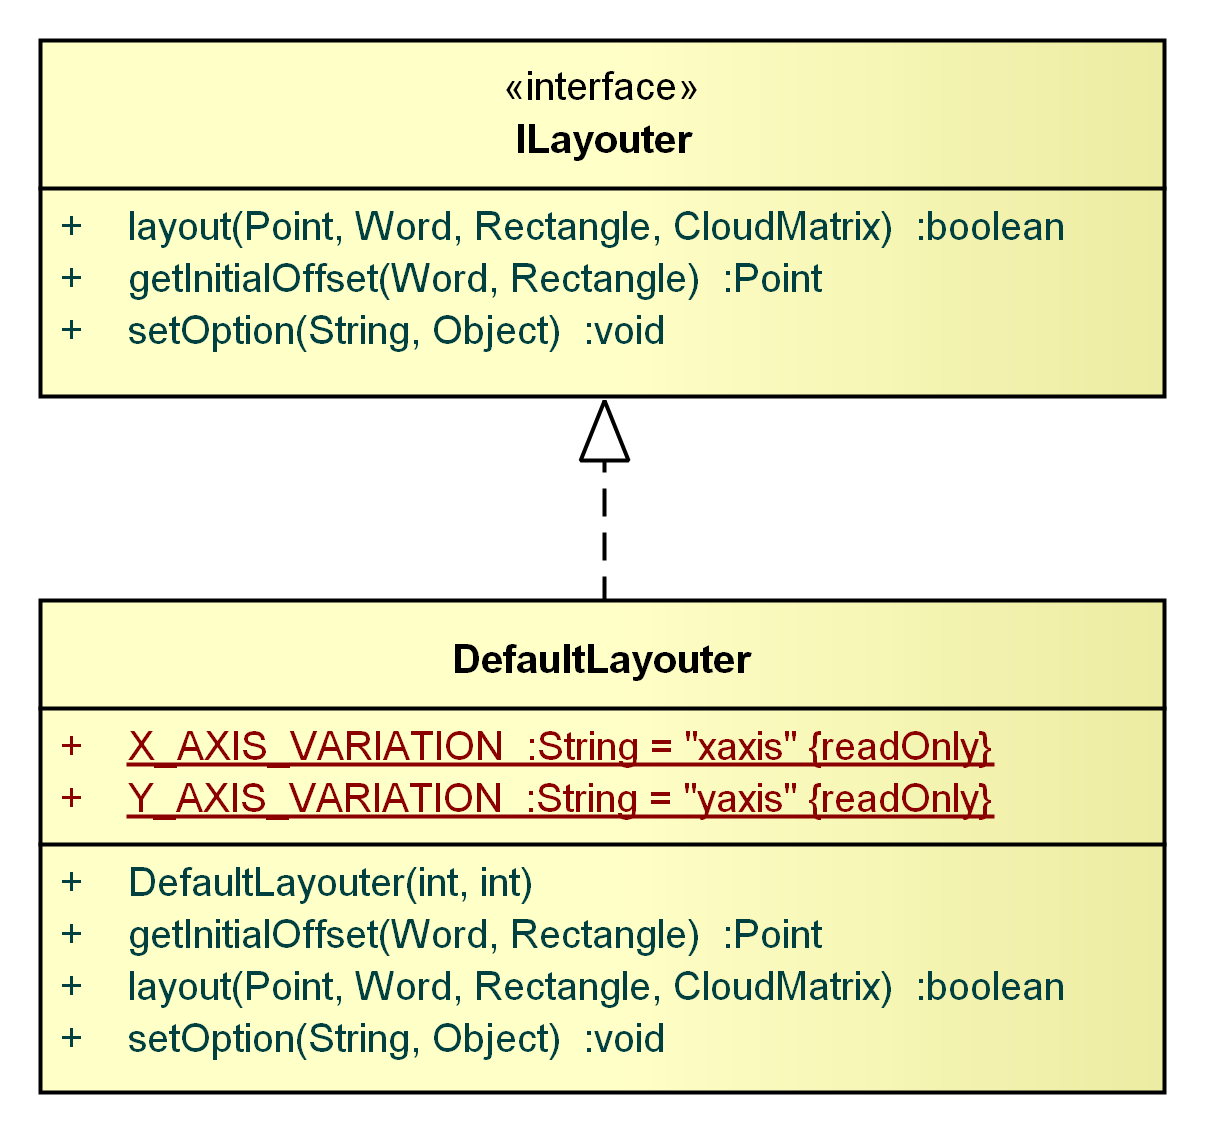 «interface»
ILayouter
+ layout(Point, Word, Rectangle, CloudMatrix) :boolean
+ getInitialOffset(Word, Rectangle) :Point
+ setOption(String, Object) :void
DefaultLayouter
+ X_AXIS_VARIATION :String = "xaxis" {readOnly}
+ Y_AXIS_VARIATION :String = "yaxis" {readOnly}
+ DefaultLayouter(int, int)
+ getInitialOffset(Word, Rectangle) :Point
+ layout(Point, Word, Rectangle, CloudMatrix) :boolean
+ setOption(String, Object) :void